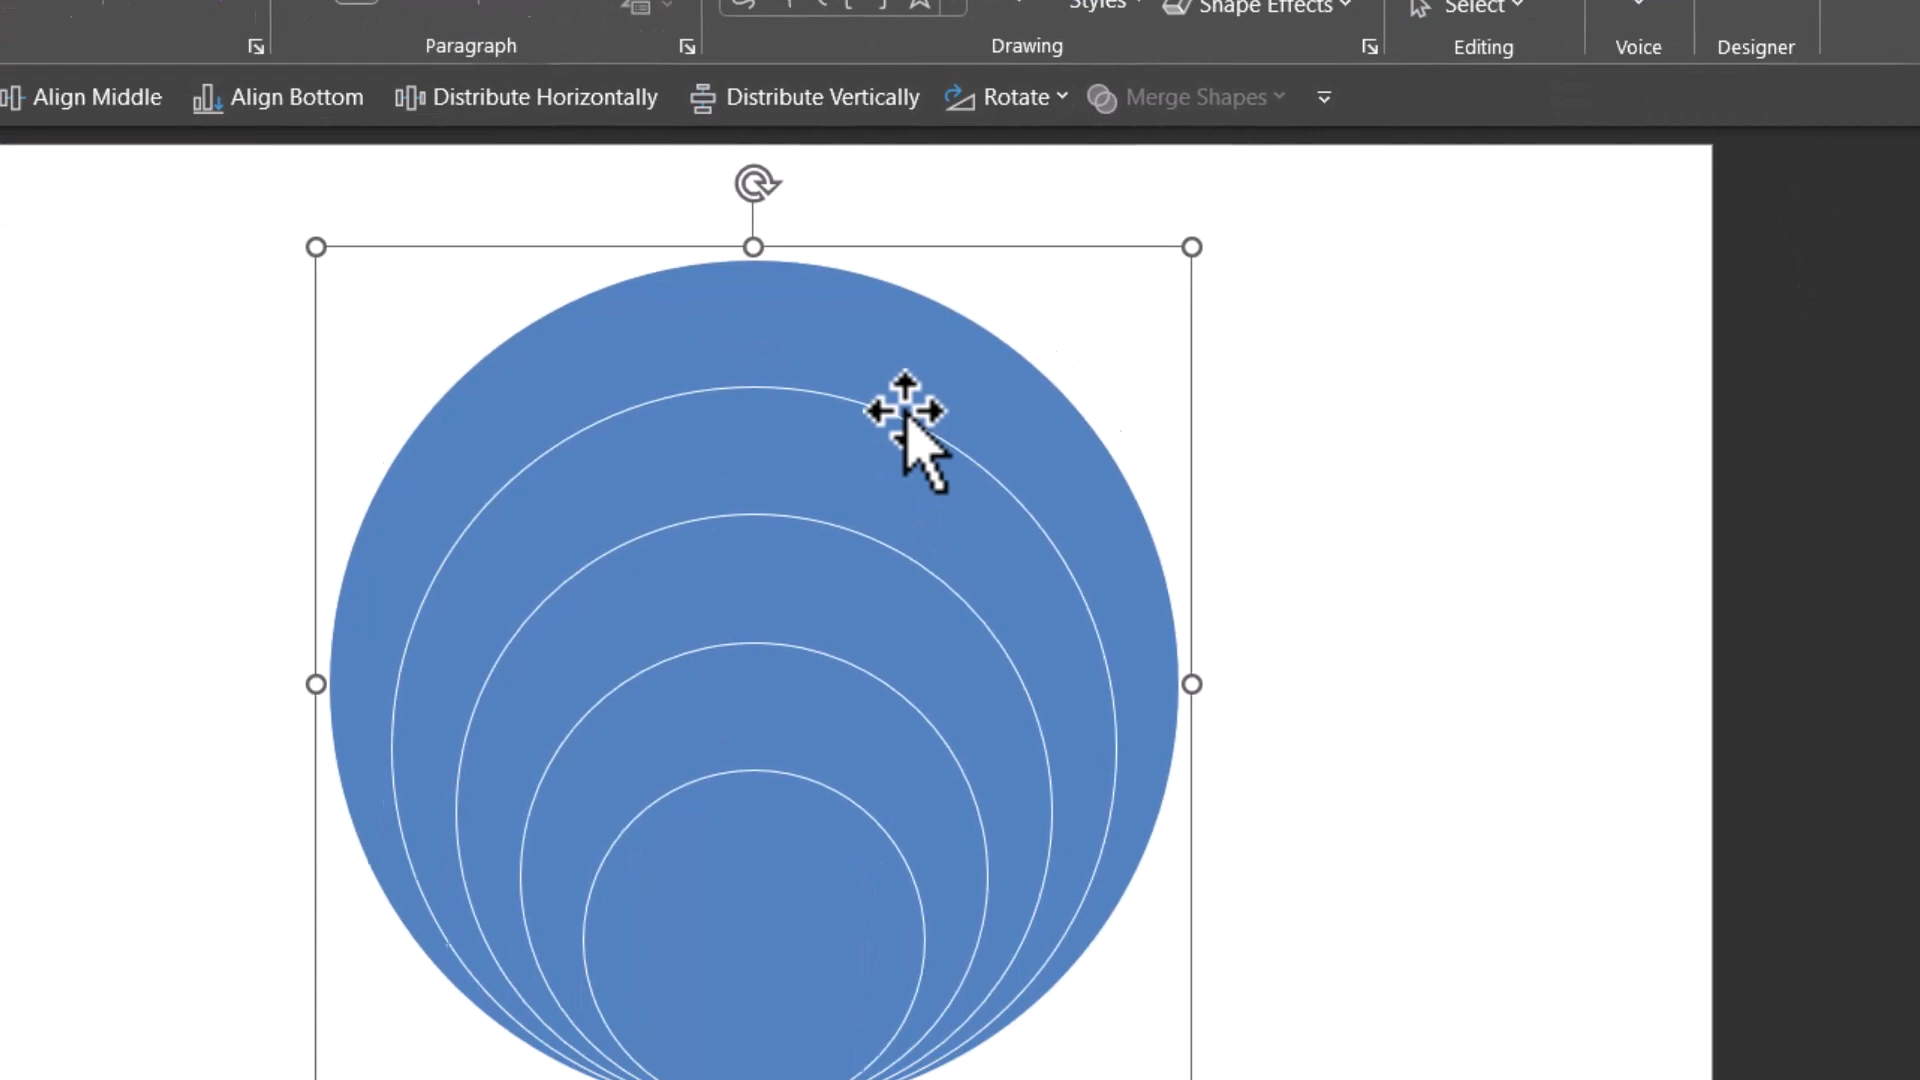 Styles
Shape Effects
Select
Paragraph
Drawing
Editing
Voice
Designer
Align Middle
Align Bottom
Distribute Horizontally
Distribute Vertically
Rotate
Merge Shapes